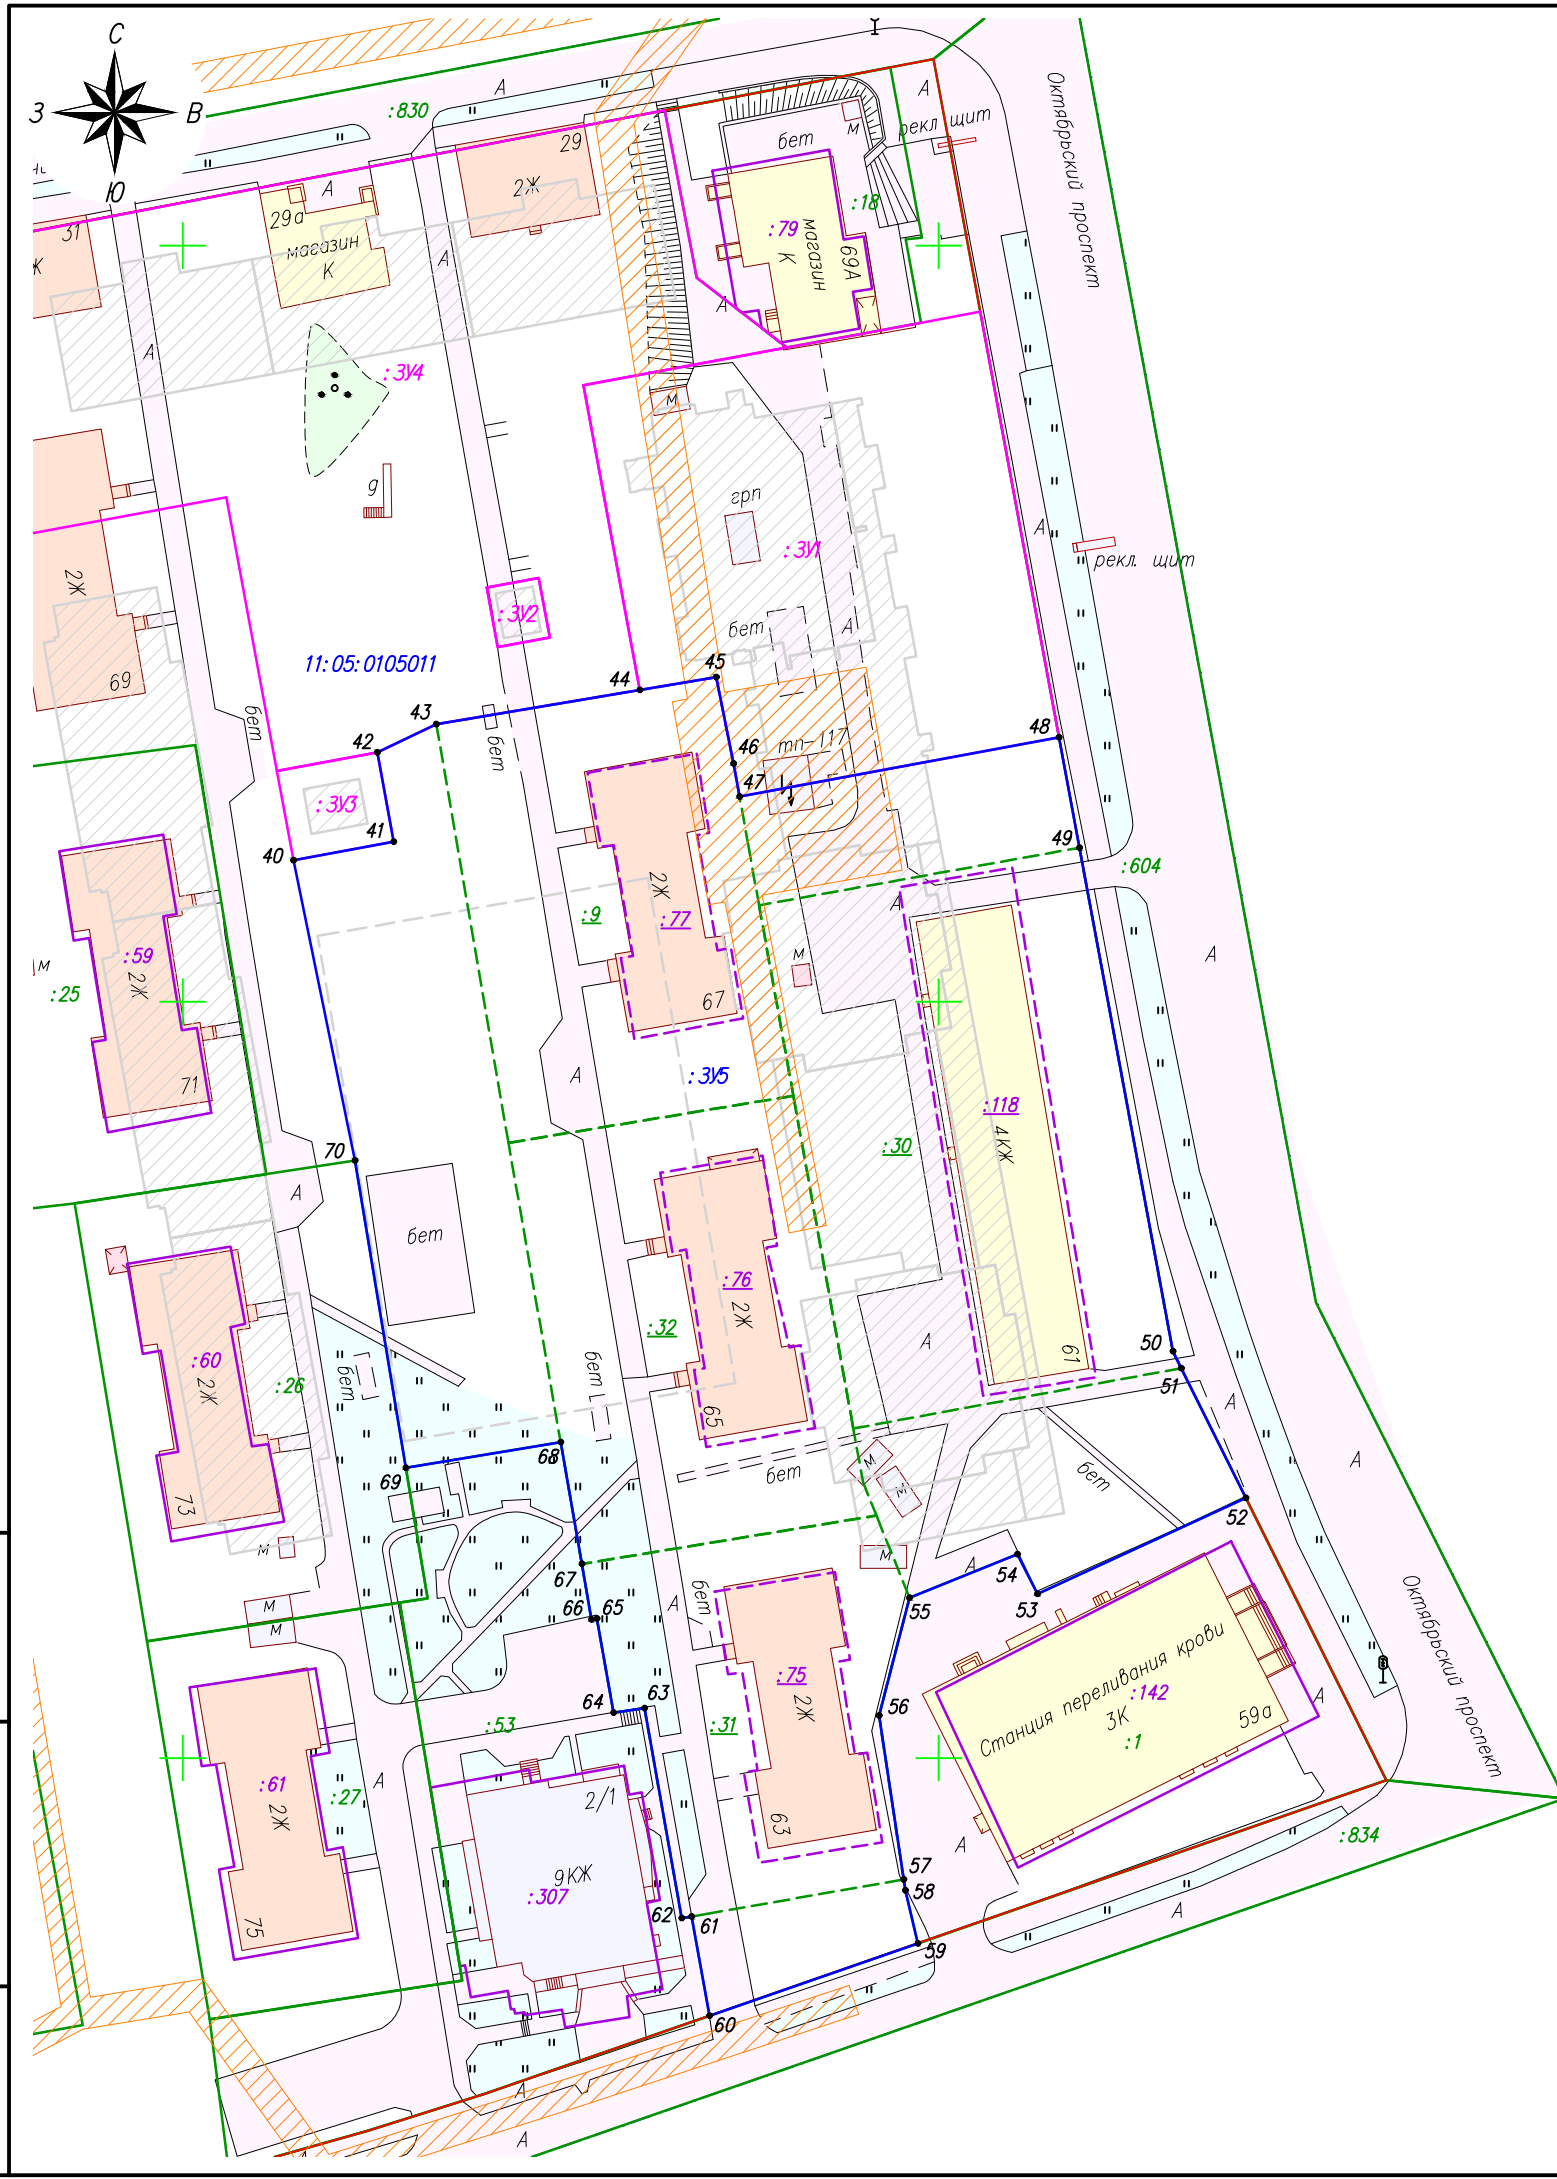 С
З
В
Ю
:830
А
А
29
2Ж
29а
магазин
К
31
Ж
А
А
бет
М
рекл щит
А
:18
:79
магазин
К
69А
А
Октябрьский проспект
:ЗУ4
М
g
грп
:ЗУ1
А
рекл. щит
2Ж
69
:ЗУ2
бет
А
11:05:0105011
45
44
43
бет
бет
42
46
тп-117
48
47
:ЗУ3
41
40
49
:604
2Ж
:9
:77
А
М
А
:59
2Ж
М
:25
67
71
А
:ЗУ5
:118
4КЖ
:30
70
А
бет
:76
2Ж
:32
:60
2Ж
:26
бет
бет
А
61
50
51
А
65
68
69
бет
М
М
бет
А
73
М
52
М
А
54
67
бет
53
55
М
М
66
65
А
Октябрьский проспект
:75
2Ж
Станция переливания крови
:142
3К
59а
:1
А
64
63
56
:53
:31
А
:61
2Ж
:27
2/1
63
:834
А
9КЖ
:307
57
58
62
61
А
75
59
60
А
А